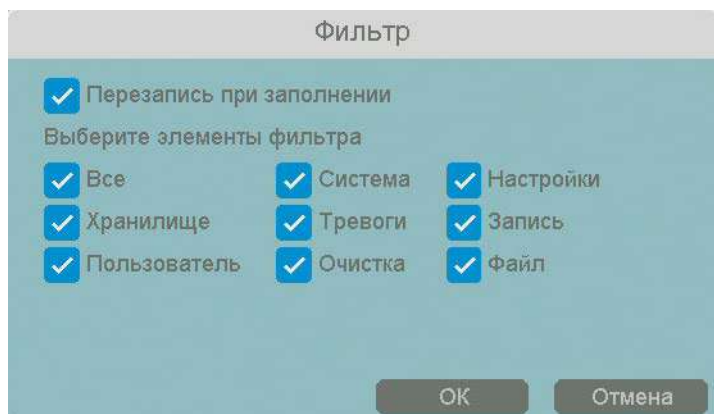 Фильтр
Перезапись при заполнении
Выберите элементы фильтра
Все Система Настройки
Хранилище Тревоги Запись
Пользователь Очистка Файл
ОК Отмена